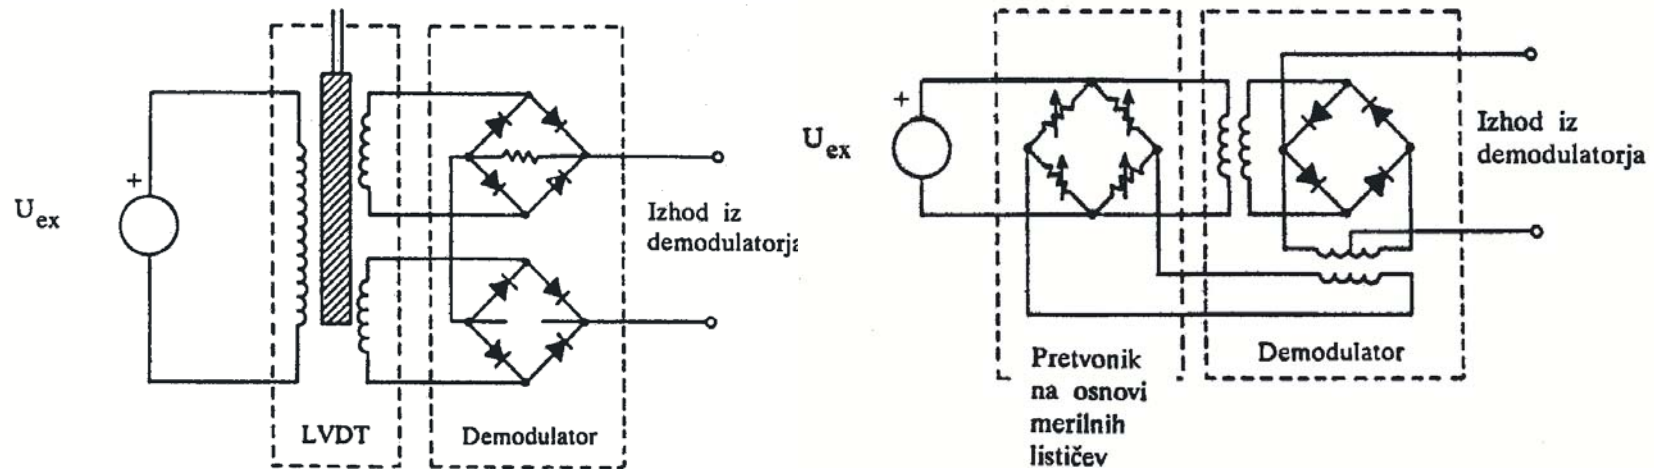 +
U ex
Izhod iz
demodulatorja
LVDT
Demodulator
+
U ex
Izhod iz
demodulatorja
Pretvonik
na osnovi
merilnih
lističev
Demodulator